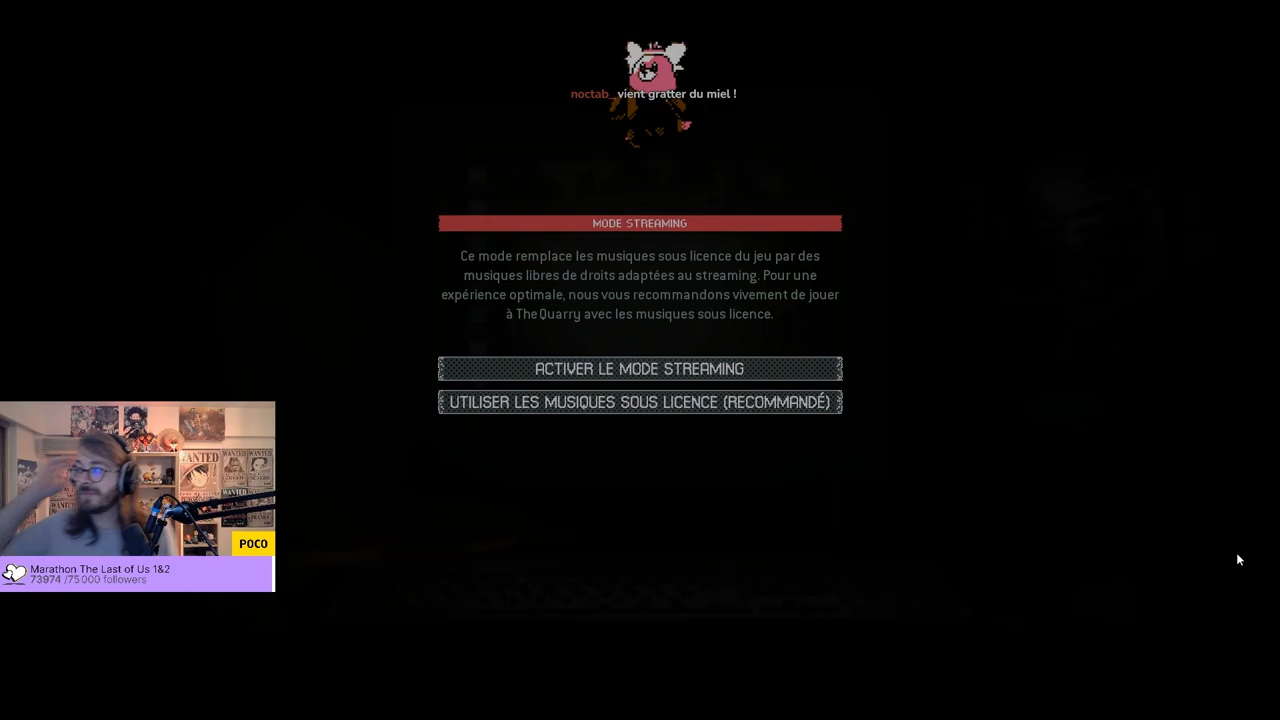 noctab_ vient gratter du miel !
MODE STREAMING
Ce mode remplace les musiques sous licence du jeu par des
musiques libres de droits adaptées au streaming. Pour une
expérience optimale, nous vous recommandons vivement de jouer
à The Quarry avec les musiques sous licence.
ACTIVER LE MODE STREAMING
UTILISER LES MUSIQUES SOUS LICENCE (RECOMMANDÉ)
WANTED
WANTED
POCO
Marathon The Last of Us 1&2
73974 /75 000 followers